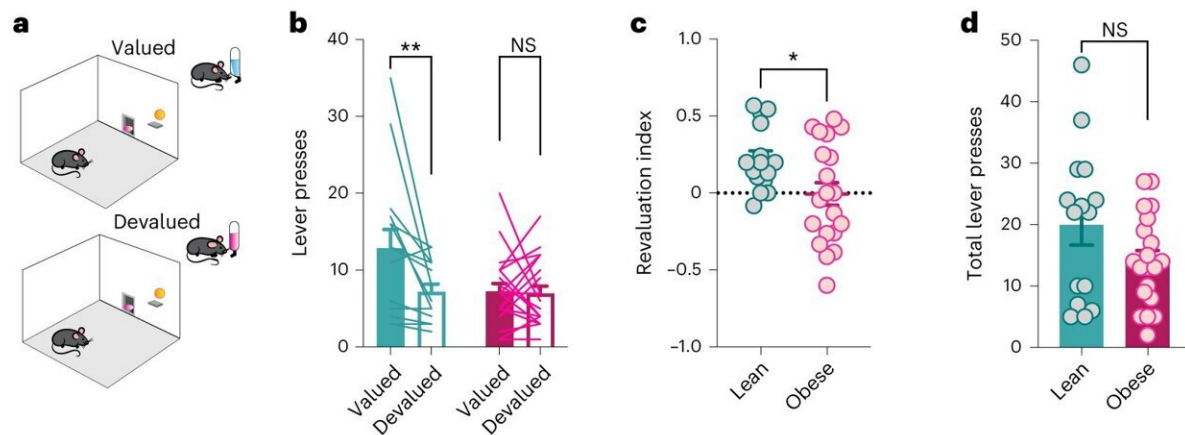 a
Valued
Devalued
b
Lever presses
40
30
20
10
0
**
NS
Valued
Devalued
Valued
Devalued
c
Revaluation index
1.0
0.5
0
–0.5
–1.0
*
Lean
Obese
d
Total lever presses
50
40
30
20
10
0
NS
Lean
Obese